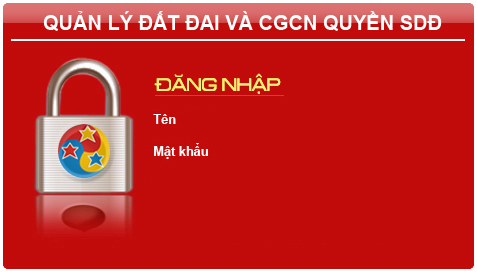 QUẢN LÝ ĐẤT ĐAI VÀ CGCN QUYỀN SDĐ
ĐĂNG NHẬP
Tên
Mật khẩu